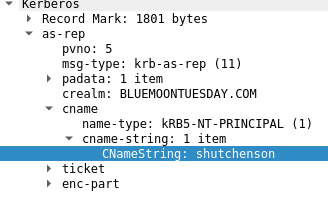 Kerberos
Record Mark: 1801 bytes
as-rep
pvno: 5
msg-type: krb-as-rep (11)
padata: 1 item
crealm: BLUEMOONTUESDAY.COM
cname
name-type: kRB5-NT-PRINCIPAL (1)
cname-string: 1 item
CNameString: shutchenson
ticket
enc-part